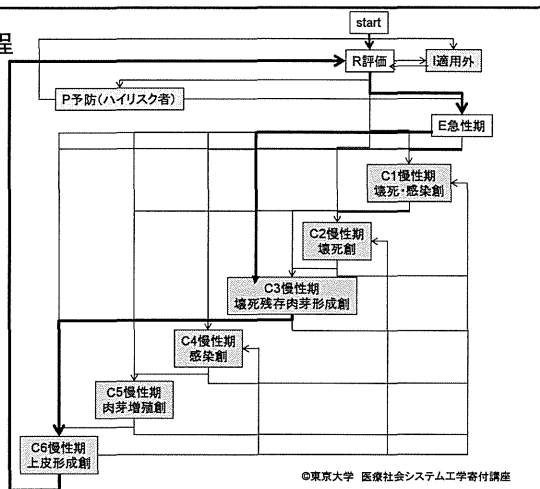 程
start
R評価
I適用外
P予防(ハイリスク者)
E急性期
C1慢性期
壊死・感染創
C2慢性期
壊死創
C3慢性期
壊死残存肉芽形成創
C4慢性期
感染創
C5慢性期
肉芽増殖創
C6慢性期
上皮形成創
©東京大学 医療社会システム工学寄付講座